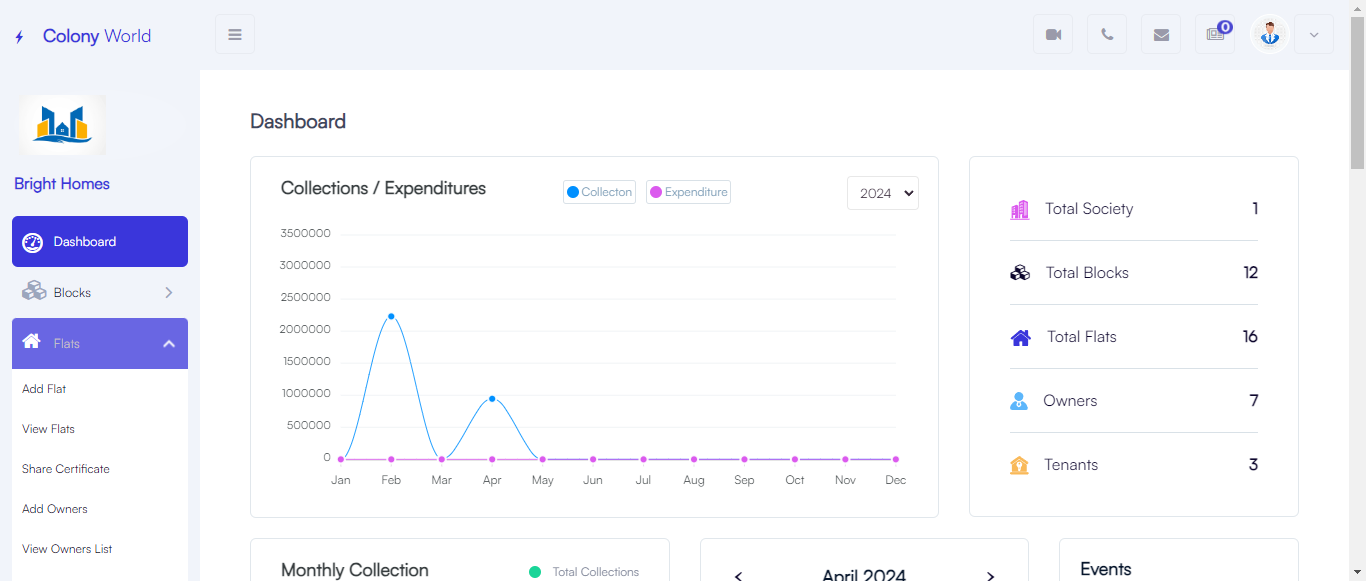 Colony World
0
Bright Homes
Dashboard
Blocks
Flats
Add Flat
View Flats
Share Certificate
Add Owners
View Owners List
Dashboard
Collections / Expenditures
Collecton
Expenditure
2024
3500000
3000000
2500000
2000000
1500000
1000000
500000
0
Jan Feb Mar Apr May Jun Jul Aug Sep Oct Nov Dec
Total Society 1
Total Blocks 12
Total Flats 16
Owners 7
Tenants 3
Monthly Collection
Total Collections
April 2024
Events